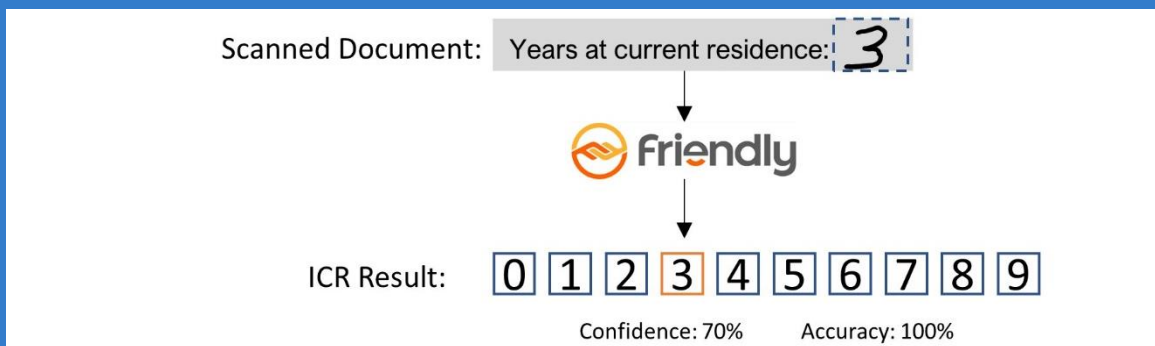 Scanned Document: Years at current residence: 3
friendly
ICR Result: 0 1 2 3 4 5 6 7 8 9
Confidence: 70% Accuracy: 100%